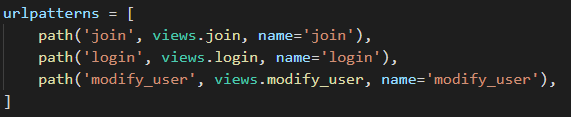 urlpatterns = [
    path('join', views.join, name='join'),
    path('login', views.login, name='login'),
    path('modify_user', views.modify_user, name='modify_user'),
]